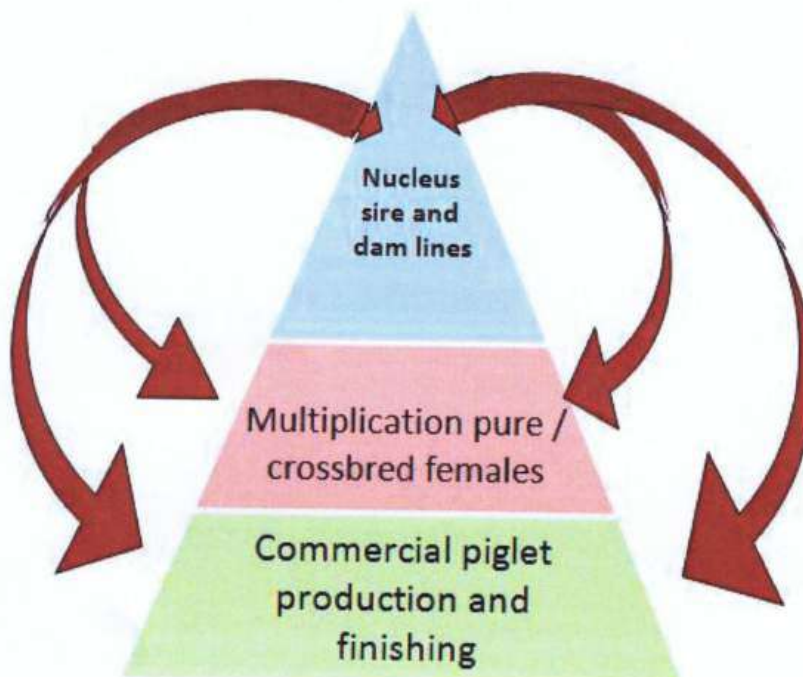 Nucleus
sire and
dam lines
Multiplication pure /
crossbred females
Commercial piglet
production and
finishing